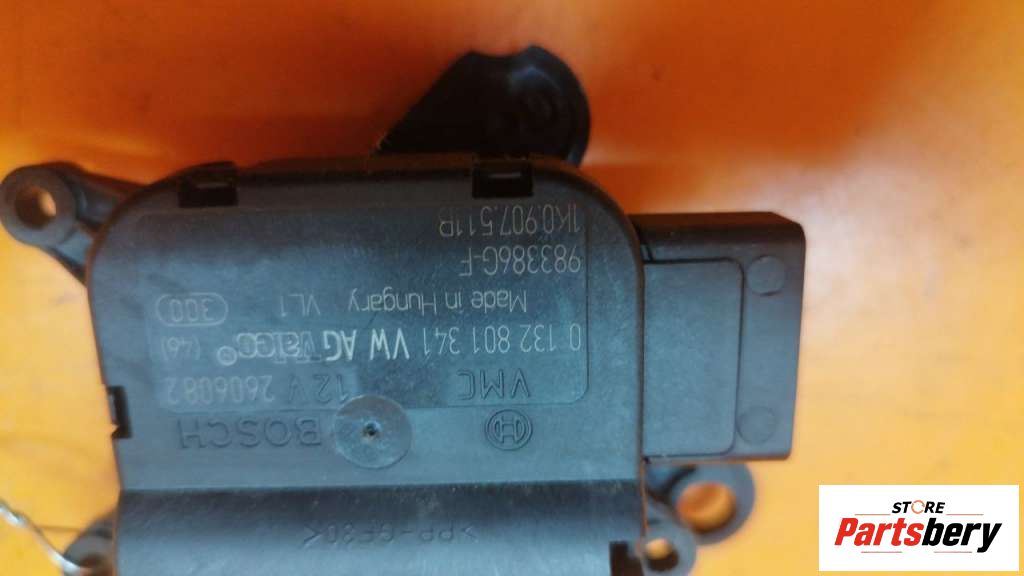 BOSCH
VMC 12V 2606082
0 132 801 341 VW AG Valeo® (46)
Made in Hungary VL1 300
983386G-F
1K0 907.511B
>PP-GF30<
STORE
Partsbery